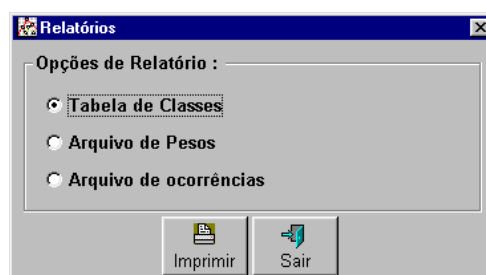 Relatórios
Opções de Relatório :
Tabela de Classes
Arquivo de Pesos
Arquivo de ocorrências
Imprimir Sair